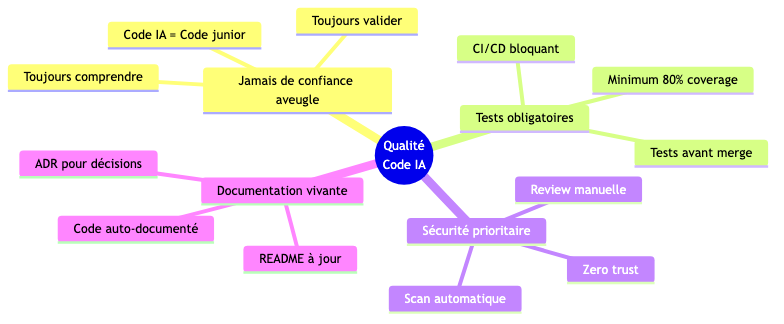 Qualité
Code IA
Jamais de confiance
aveugle
Code IA = Code junior
Toujours valider
Toujours comprendre
Tests obligatoires
CI/CD bloquant
Minimum 80% coverage
Tests avant merge
Sécurité prioritaire
Review manuelle
Zero trust
Scan automatique
Documentation vivante
ADR pour décisions
Code auto-documenté
README à jour